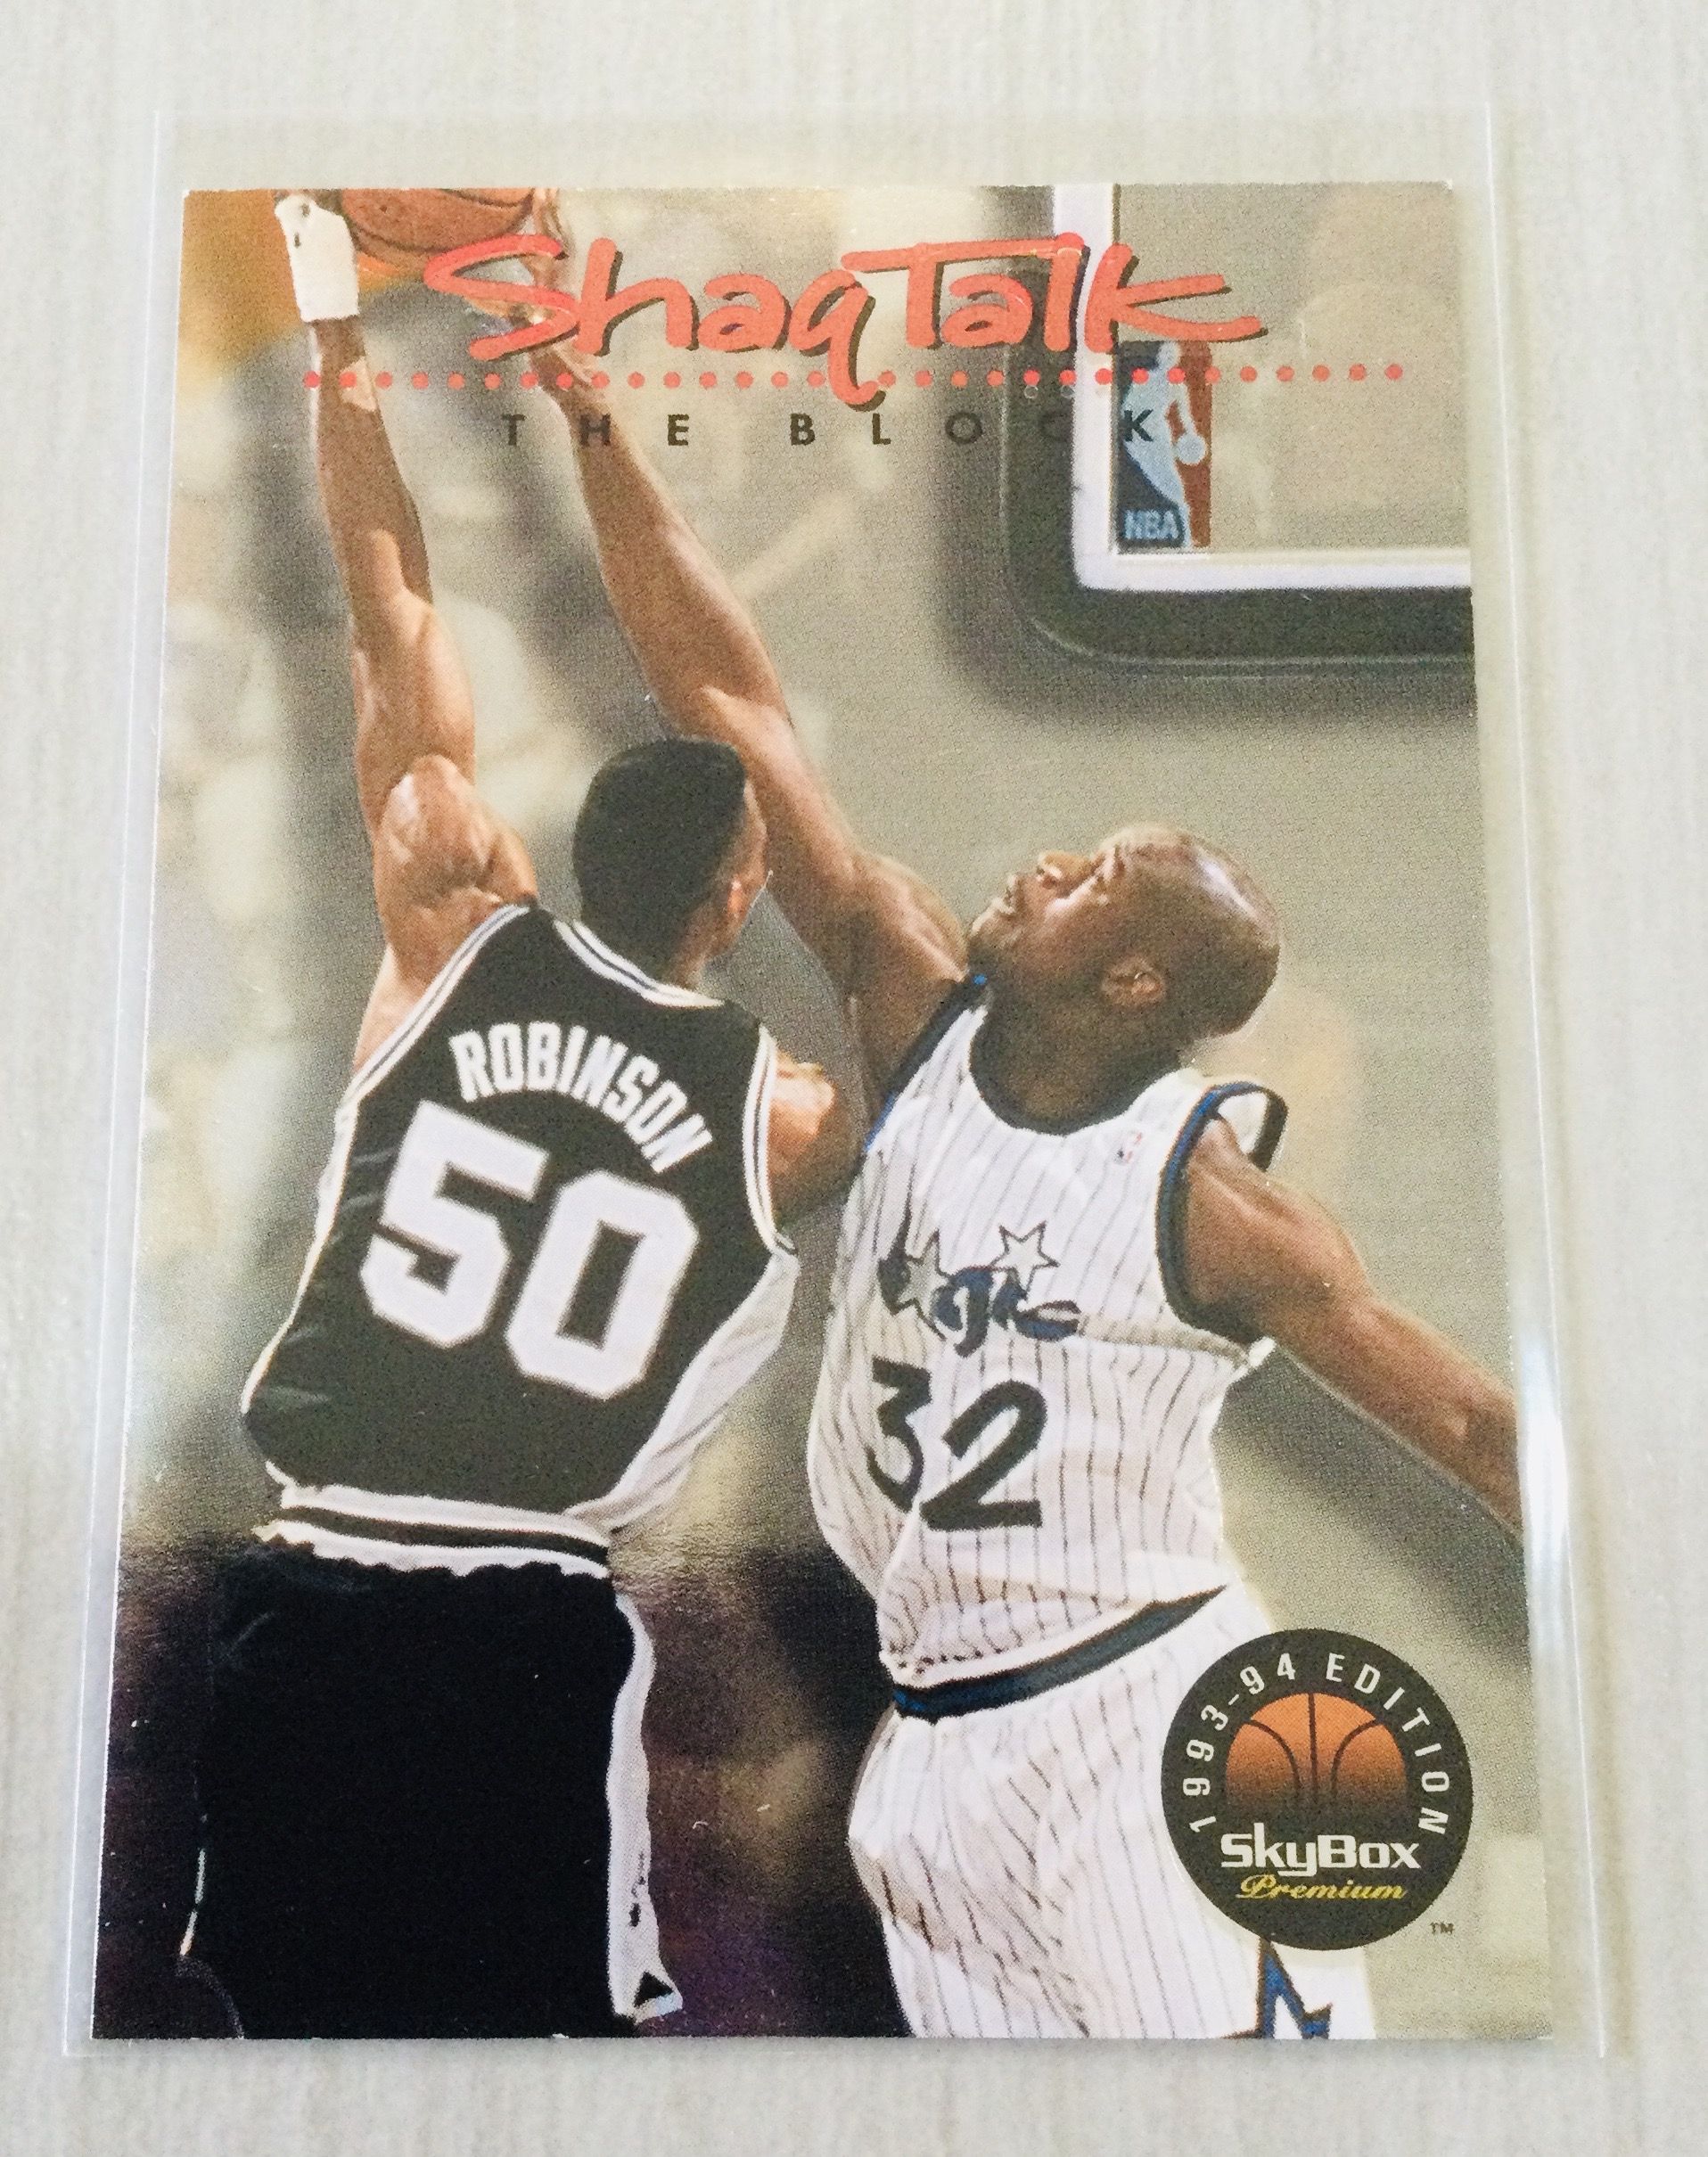 ShaqTalk
THE BLOCK
NBA
ROBINSON
50
Magic
32
1993-94 EDITION
SkyBox
Premium
TM